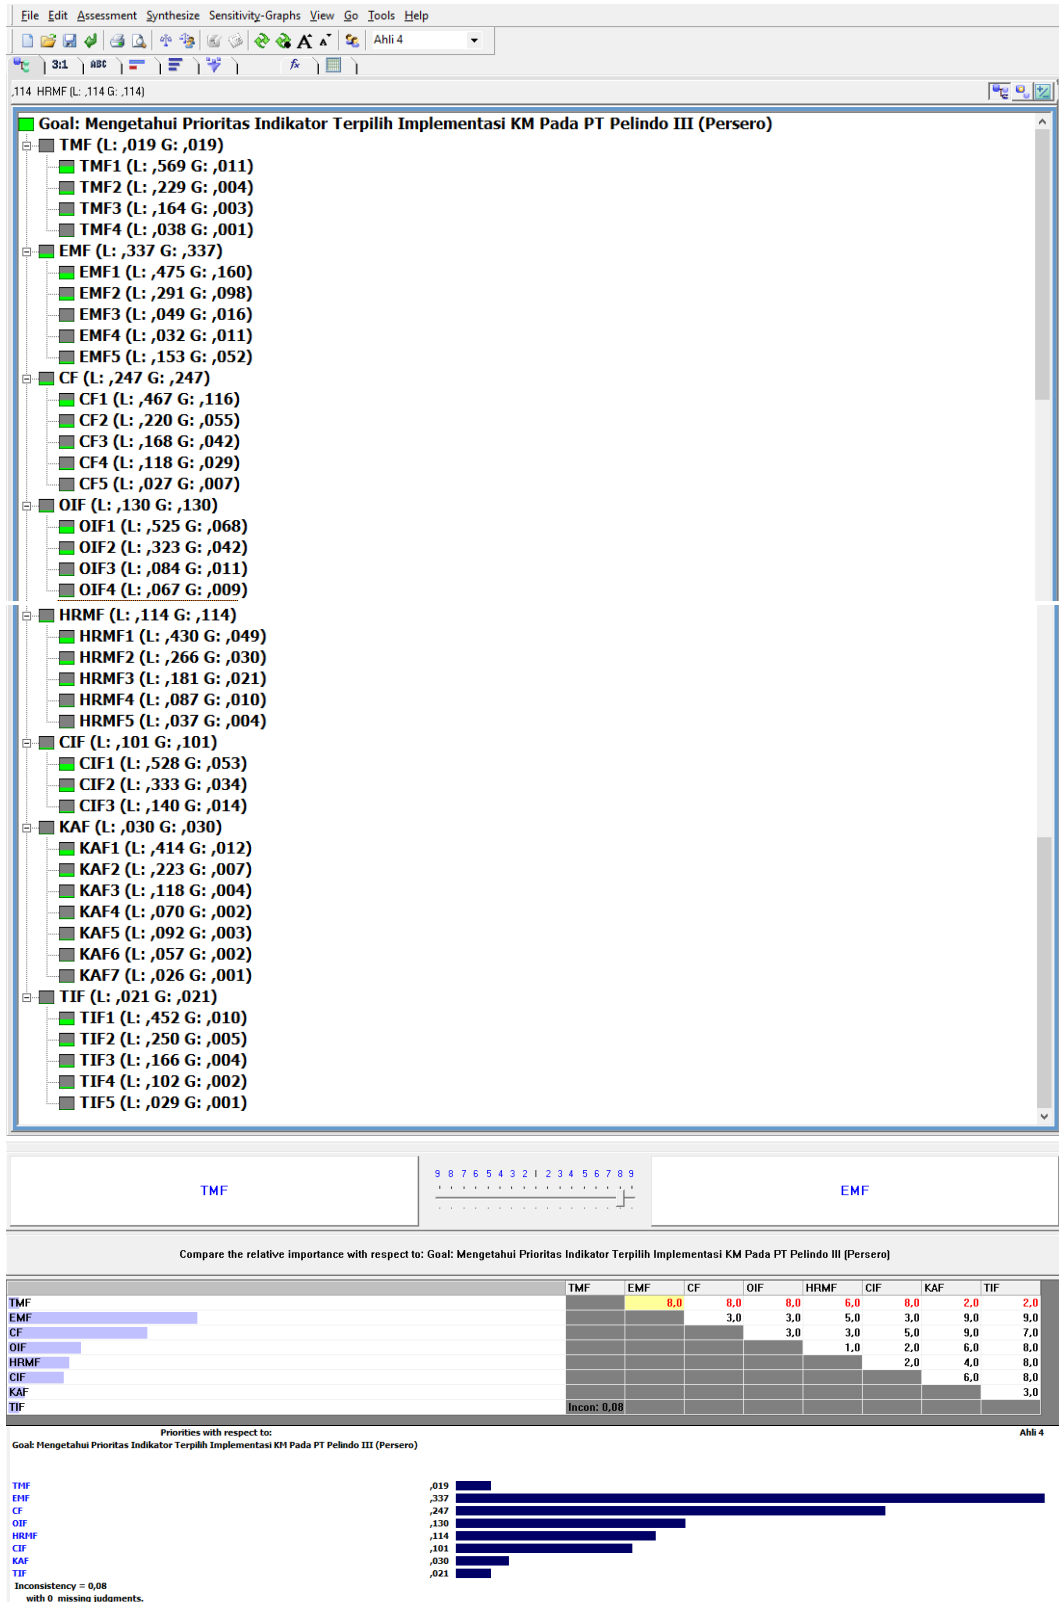 File Edit Assessment Synthesize Sensitivity-Graphs View Go Tools Help
Ahli 4
3:1 ABC fx
,114 HRMF (L: ,114 G: ,114)
Goal: Mengetahui Prioritas Indikator Terpilih Implementasi KM Pada PT Pelindo III (Persero)
TMF (L: ,019 G: ,019)
TMF1 (L: ,569 G: ,011)
TMF2 (L: ,229 G: ,004)
TMF3 (L: ,164 G: ,003)
TMF4 (L: ,038 G: ,001)
EMF (L: ,337 G: ,337)
EMF1 (L: ,475 G: ,160)
EMF2 (L: ,291 G: ,098)
EMF3 (L: ,049 G: ,016)
EMF4 (L: ,032 G: ,011)
EMF5 (L: ,153 G: ,052)
CF (L: ,247 G: ,247)
CF1 (L: ,467 G: ,116)
CF2 (L: ,220 G: ,055)
CF3 (L: ,168 G: ,042)
CF4 (L: ,118 G: ,029)
CF5 (L: ,027 G: ,007)
OIF (L: ,130 G: ,130)
OIF1 (L: ,525 G: ,068)
OIF2 (L: ,323 G: ,042)
OIF3 (L: ,084 G: ,011)
OIF4 (L: ,067 G: ,009)
HRMF (L: ,114 G: ,114)
HRMF1 (L: ,430 G: ,049)
HRMF2 (L: ,266 G: ,030)
HRMF3 (L: ,181 G: ,021)
HRMF4 (L: ,087 G: ,010)
HRMF5 (L: ,037 G: ,004)
CIF (L: ,101 G: ,101)
CIF1 (L: ,528 G: ,053)
CIF2 (L: ,333 G: ,034)
CIF3 (L: ,140 G: ,014)
KAF (L: ,030 G: ,030)
KAF1 (L: ,414 G: ,012)
KAF2 (L: ,223 G: ,007)
KAF3 (L: ,118 G: ,004)
KAF4 (L: ,070 G: ,002)
KAF5 (L: ,092 G: ,003)
KAF6 (L: ,057 G: ,002)
KAF7 (L: ,026 G: ,001)
TIF (L: ,021 G: ,021)
TIF1 (L: ,452 G: ,010)
TIF2 (L: ,250 G: ,005)
TIF3 (L: ,166 G: ,004)
TIF4 (L: ,102 G: ,002)
TIF5 (L: ,029 G: ,001)
9 8 7 6 5 4 3 2 1 2 3 4 5 6 7 8 9
TMF EMF
Compare the relative importance with respect to: Goal: Mengetahui Prioritas Indikator Terpilih Implementasi KM Pada PT Pelindo III (Persero)
TMF EMF CF OIF HRMF CIF KAF TIF
TMF 8,0 8,0 8,0 6,0 8,0 2,0 2,0
EMF 3,0 3,0 5,0 3,0 9,0 9,0
CF 3,0 3,0 5,0 9,0 7,0
OIF 1,0 2,0 6,0 8,0
HRMF 2,0 4,0 8,0
CIF 6,0 8,0
KAF 3,0
TIF Incon: 0,08
Priorities with respect to: Ahli 4
Goal: Mengetahui Prioritas Indikator Terpilih Implementasi KM Pada PT Pelindo III (Persero)
TMF ,019
EMF ,337
CF ,247
OIF ,130
HRMF ,114
CIF ,101
KAF ,030
TIF ,021
Inconsistency = 0,08
with 0 missing judgments.